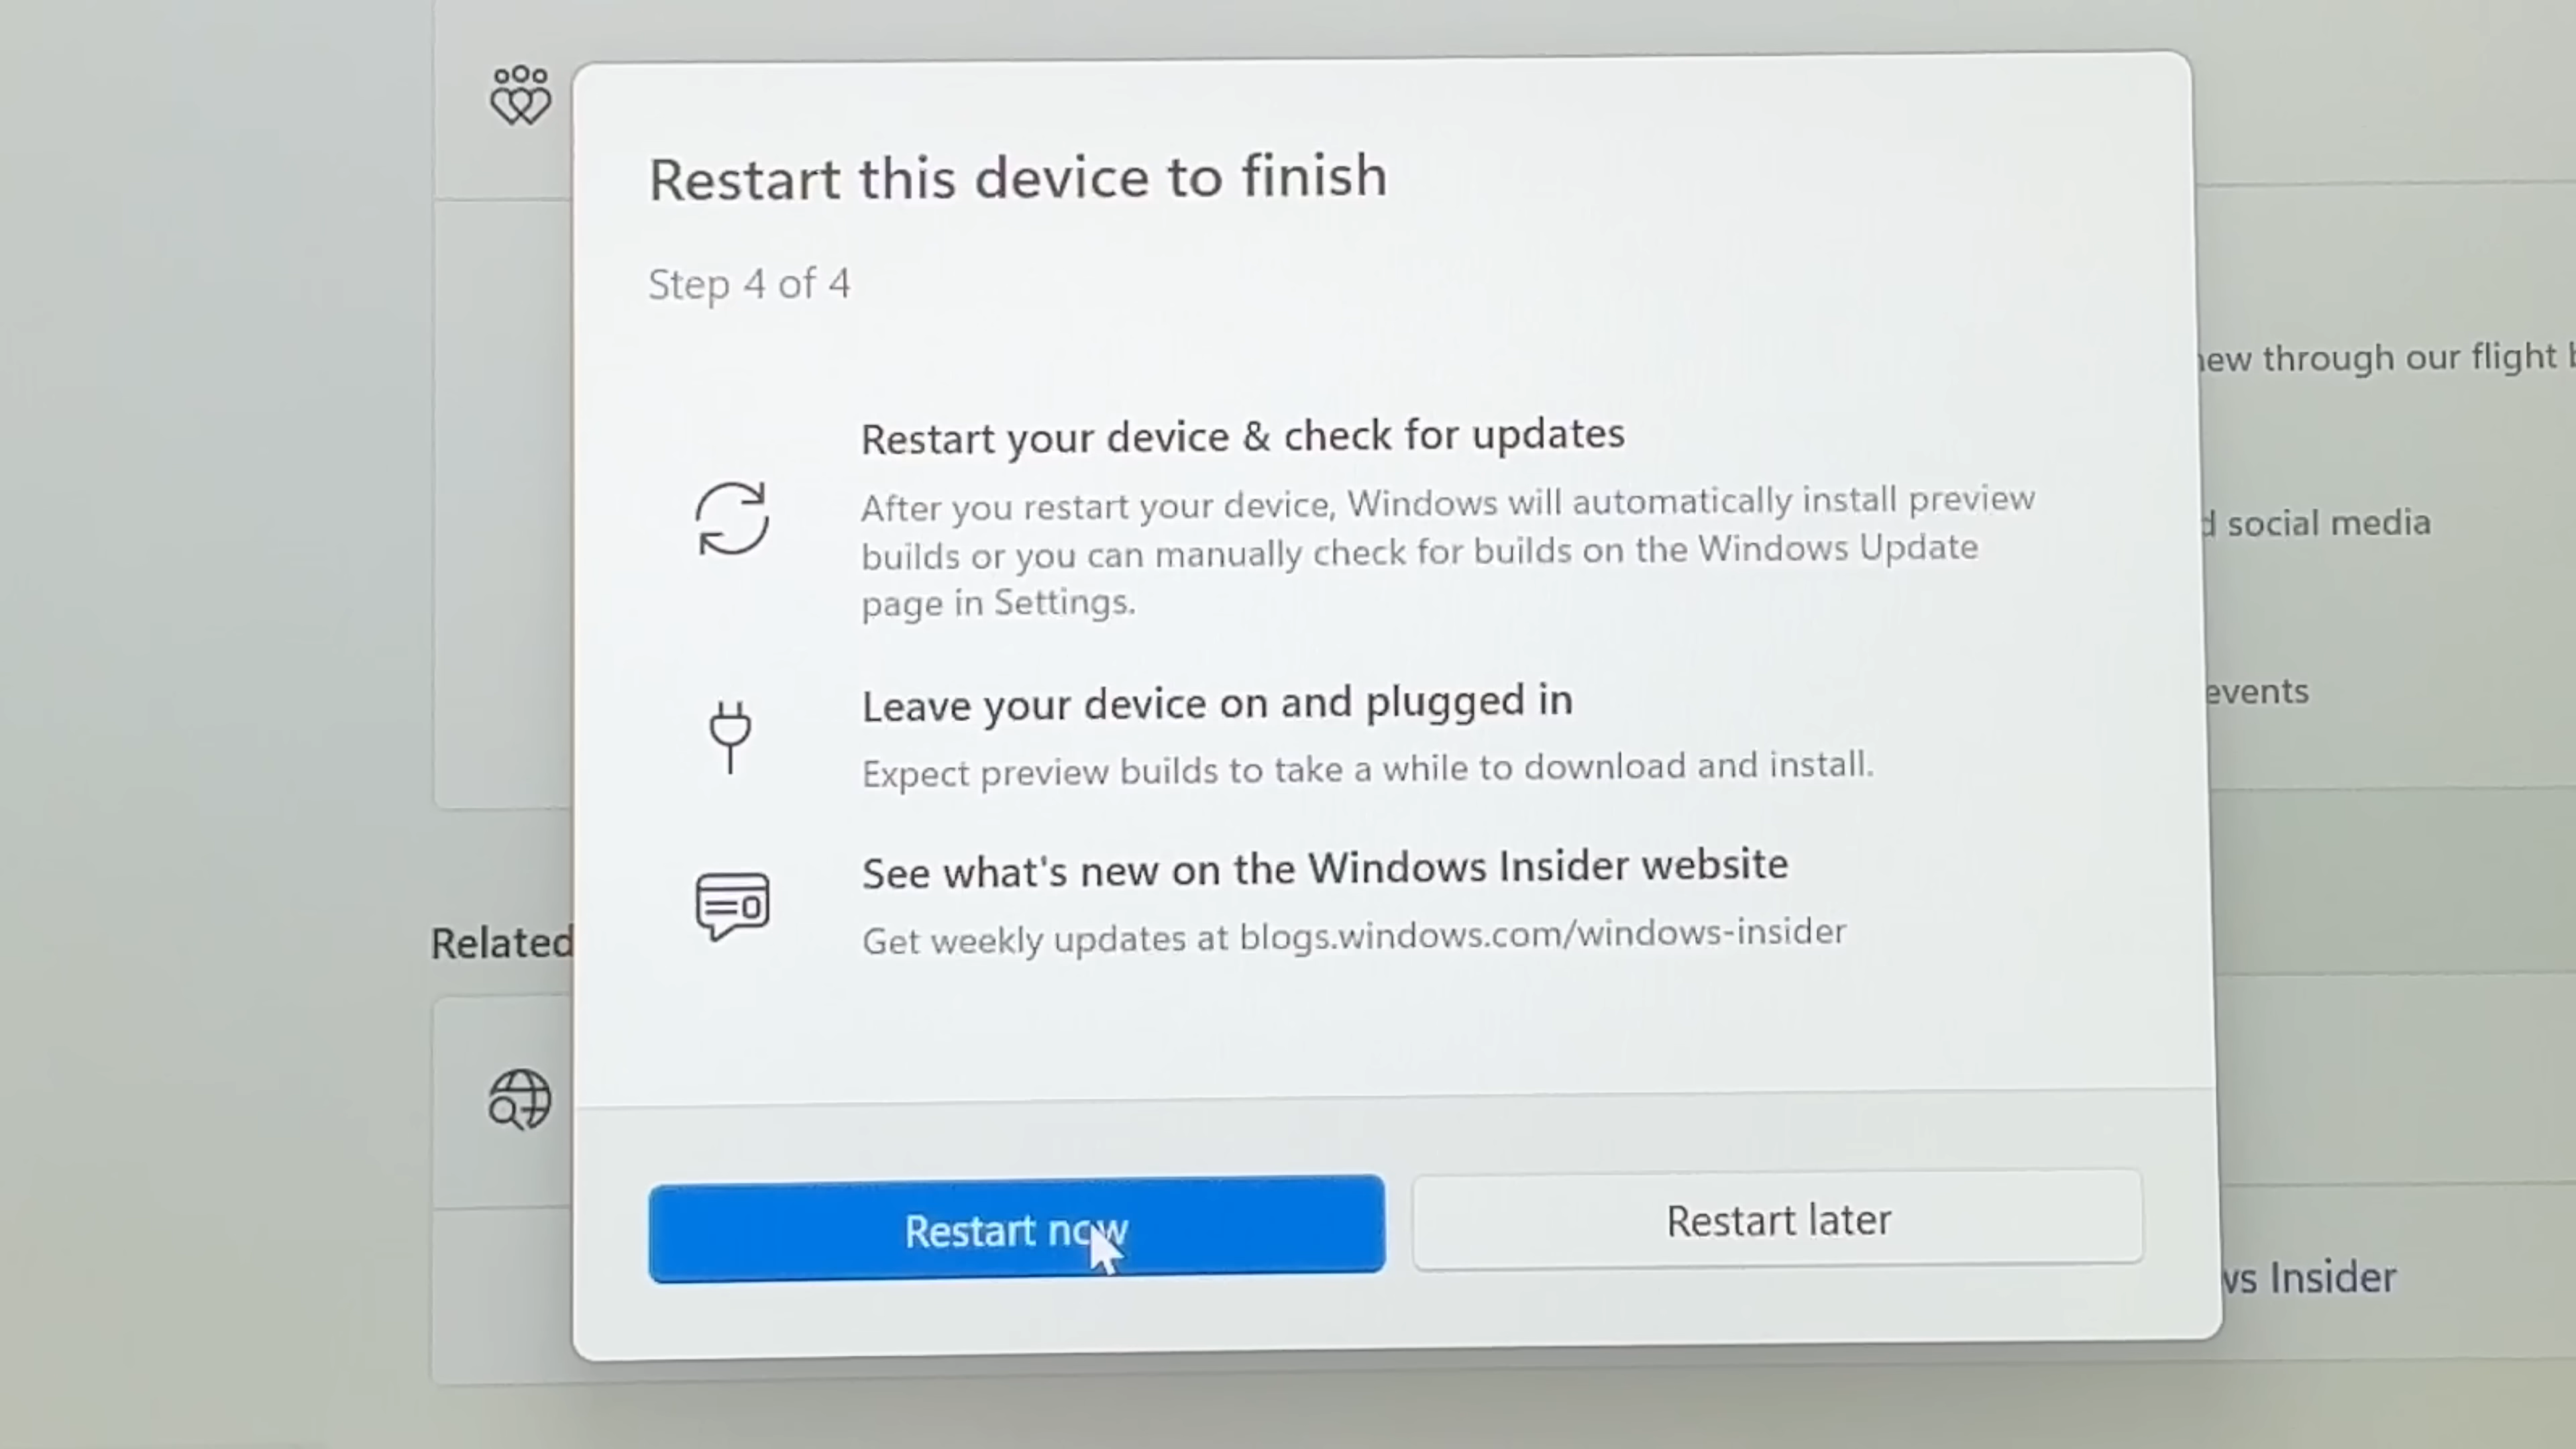 Restart this device to finish
Step 4 of 4
Restart your device & check for updates
After you restart your device, Windows will automatically install preview
builds or you can manually check for builds on the Windows Update
page in Settings.
Leave your device on and plugged in
Expect preview builds to take a while to download and install.
See what's new on the Windows Insider website
Get weekly updates at blogs.windows.com/windows-insider
Restart now
Restart later
through our flight
social media
events
Related
Insider